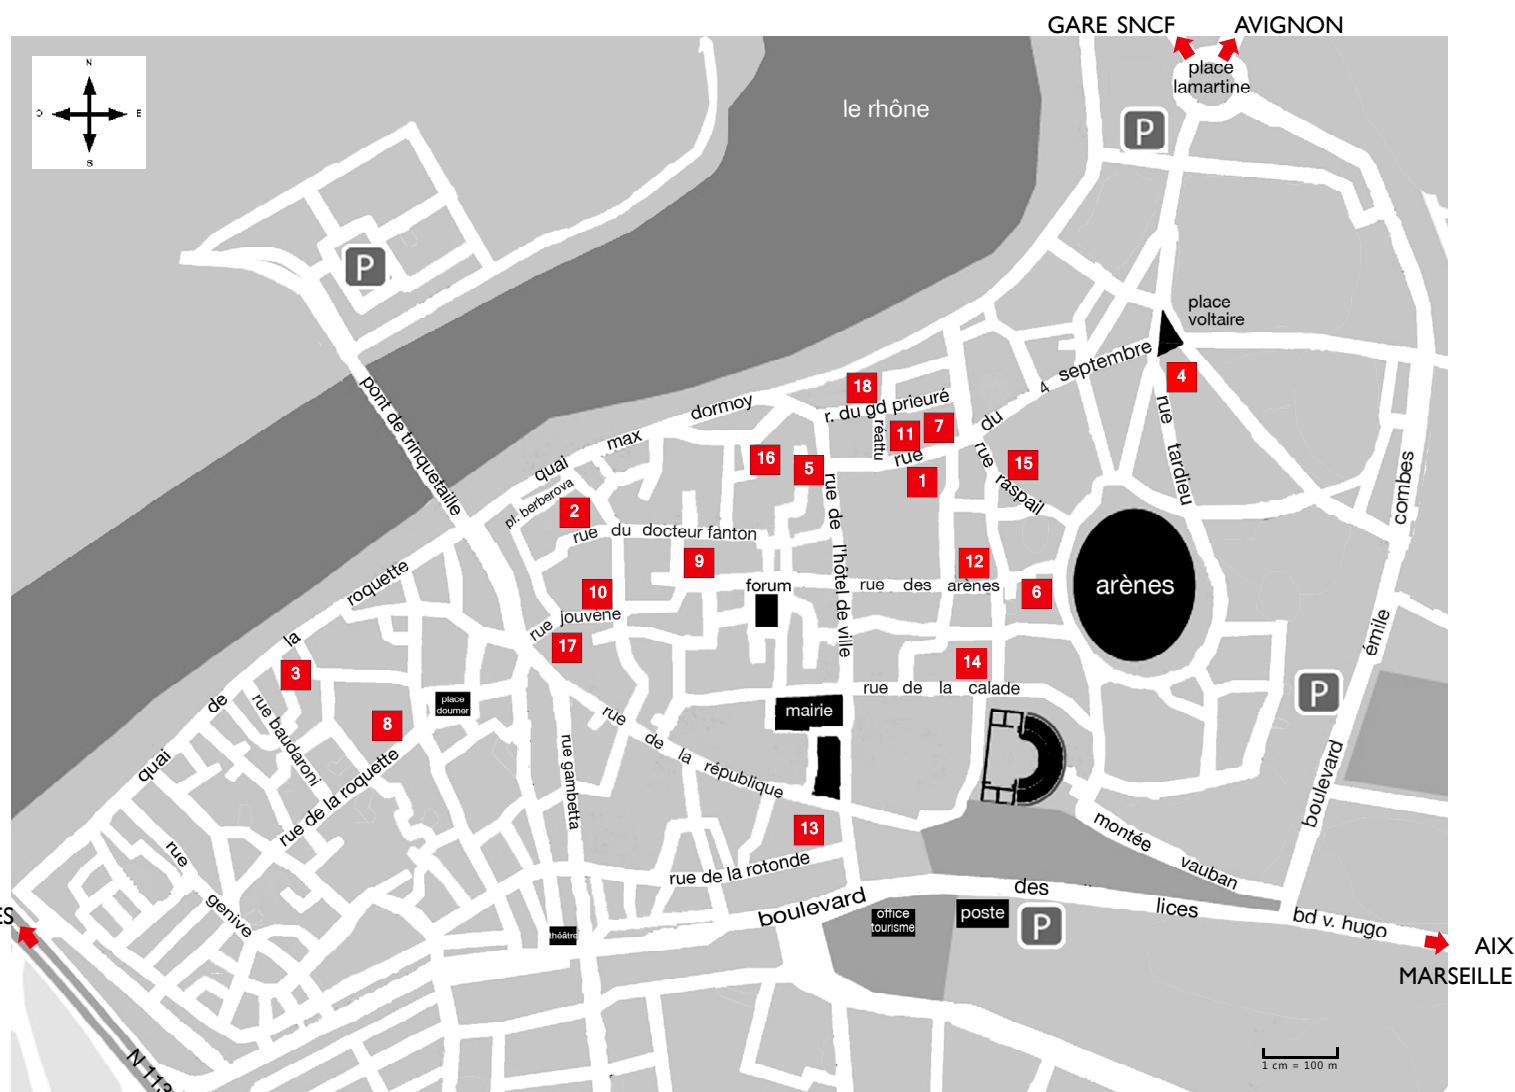 GARE SNCF
AVIGNON
place
lamartine
N
O
E
S
le rhône
P
P
place
voltaire
4 septembre
4
pont de trinquetaille
18
r. du gd prieuré
dormoy
max
quai
réattu
11
7
du
rue
rue raspail
15
rue tardieu
16
5
1
pl. berberova
2
rue du docteur fanton
rue de l'hôtel de ville
combes
9
12
arènes
10
forum
rue des arènes
6
roquette
la
de
quai
rue jouvène
17
émile
3
14
P
rue de la calade
rue baudaroni
place
doumer
mairie
8
rue de la république
rue gambetta
rue de la roquette
boulevard
13
montée vauban
rue genive
rue de la rotonde
boulevard
des
lices
office
tourisme
poste
P
bd v. hugo
ES
théâtre
AIX
MARSEILLE
N 113
1 cm = 100 m